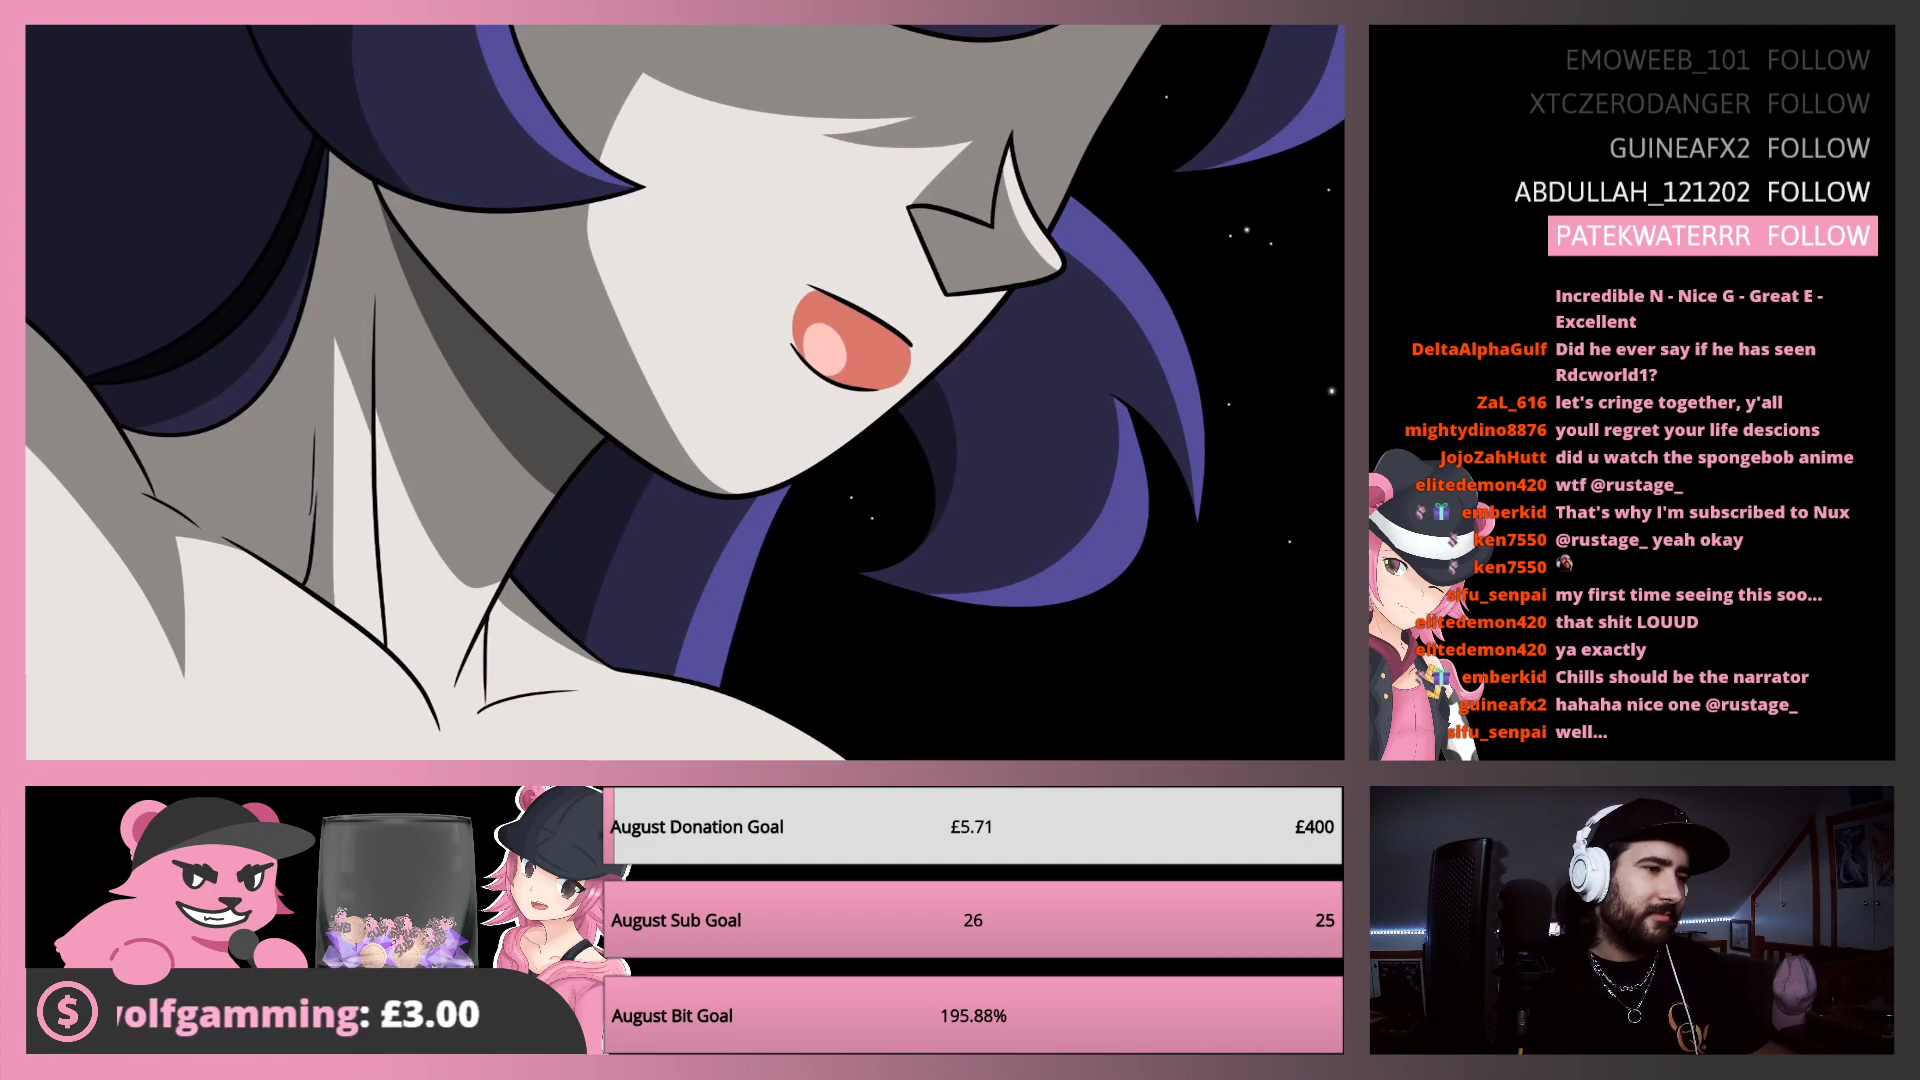 EMOWEEB_101 FOLLOW
XTCZERODANGER FOLLOW
GUINEAFX2 FOLLOW
ABDULLAH_121202 FOLLOW
PATEKWATERRR FOLLOW
Incredible N - Nice G - Great E -
Excellent
DeltaAlphaGulf Did he ever say if he has seen
Rdcworld1?
ZaL_616 let's cringe together, y'all
mightydino8876 youll regret your life descions
JojoZahHutt did u watch the spongebob anime
elitedemon420 wtf @rustage_
emberkid That's why I'm subscribed to Nux
ken7550 @rustage_ yeah okay
ken7550
sifu_senpai my first time seeing this soo...
elitedemon420 that shit LOUUD
elitedemon420 ya exactly
emberkid Chills should be the narrator
guineafx2 hahaha nice one @rustage_
sifu_senpai well...
August Donation Goal £5.71 £400
August Sub Goal 26 25
August Bit Goal 195.88%
$ volfgamming: £3.00